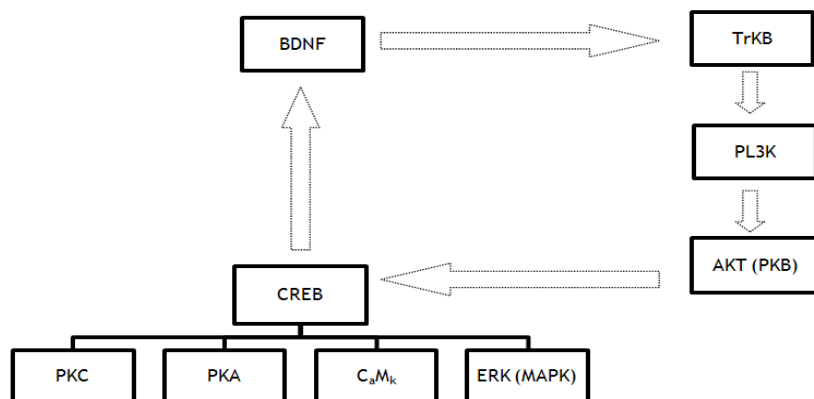 BDNF
TrKB
PL3K
AKT (PKB)
CREB
PKC
PKA
CₐMₖ
ERK (MAPK)